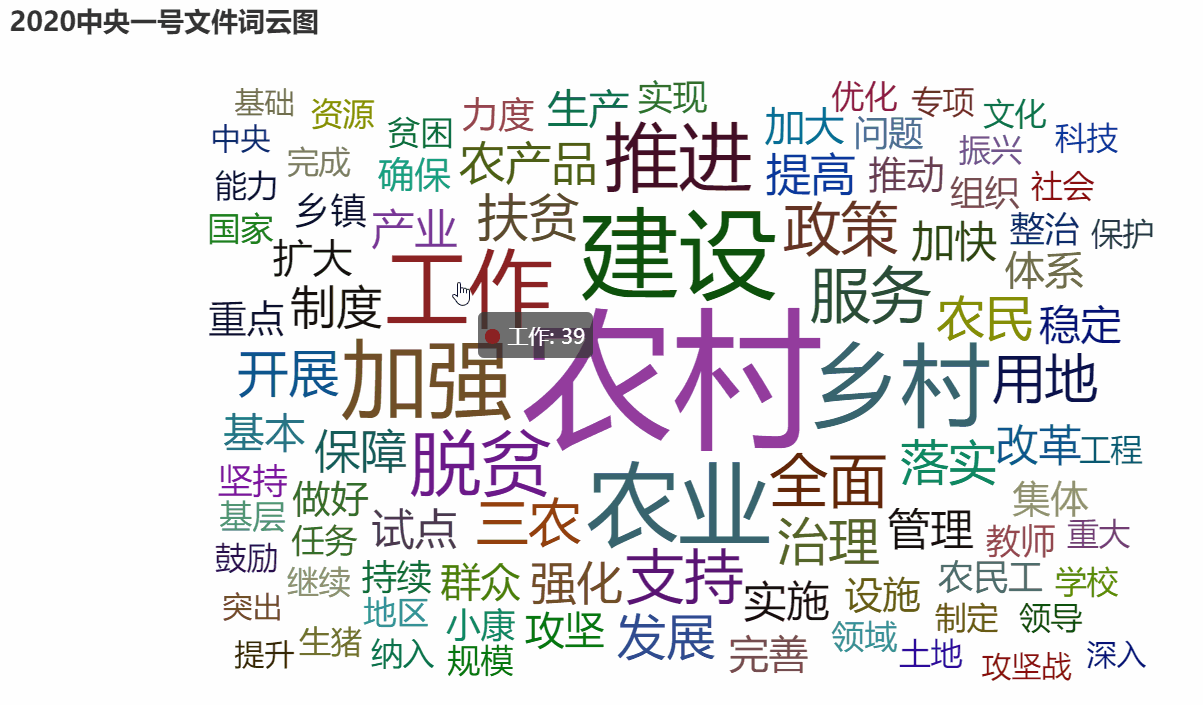 2020中央一号文件词云图
基础 资源 贫困 力度 生产 实现 优化 专项 文化
中央 完成 确保 农产品 推进 加大 问题 振兴 科技
能力 乡镇 产业 扶贫 提高 推动 组织 社会
国家 扩大 工作 建设 政策 加快 整治 保护
体系
重点 制度 服务 农民 稳定
工作: 39
开展 加强 农村 乡村 用地
基本 保障 脱贫 农业 全面 落实 改革 工程
坚持 做好 集体
基层 任务 试点 三农 治理 管理 教师 重大
鼓励 继续 持续 群众 强化 支持 实施 设施 农民工 学校
突出 地区 小康 攻坚 发展 完善 领域 制定 领导
提升 生猪 纳入 规模 土地 攻坚战 深入